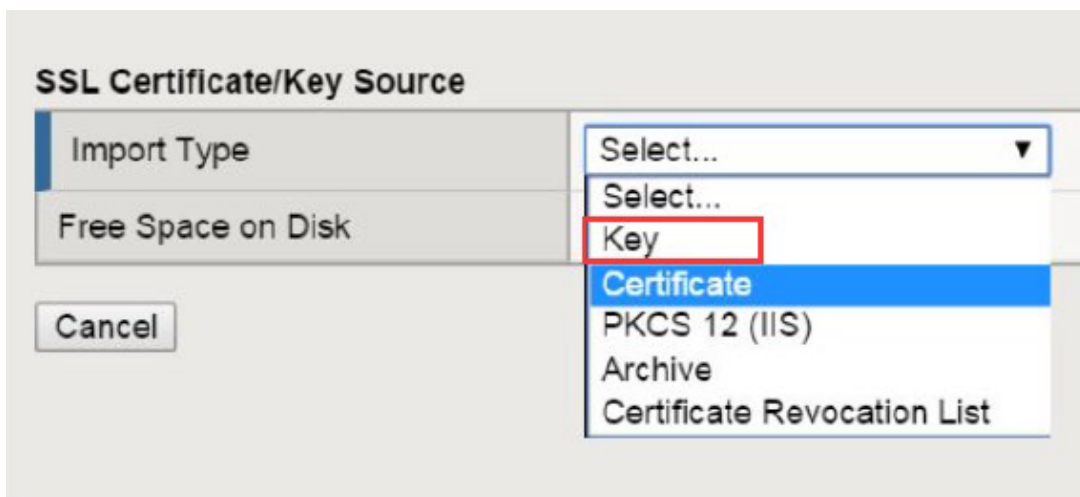 SSL Certificate/Key Source
Import Type
Select...
Select...
Free Space on Disk
Key
Certificate
Cancel
PKCS 12 (IIS)
Archive
Certificate Revocation List